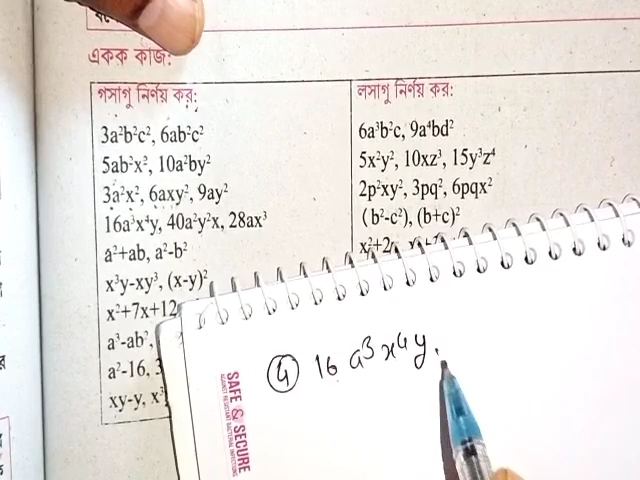 একক কাজ:
গসাগু নির্ণয় কর:
3a²b²c², 6ab²c²
5ab²x², 10a²by²
3a²x², 6axy², 9ay²
16a³x⁴y, 40a²y²x, 28ax³
a²+ab, a²-b²
x³y-xy³, (x-y)²
x²+7x+12
a³-ab²,
a²-16,
xy-y,
লসাগু নির্ণয় কর:
6a³b²c, 9a⁴bd²
5x²y², 10xz³, 15y³z⁴
2p²xy², 3pq², 6pqx²
(b²-c²), (b+c)²
④ 16 a³ x⁴ y,
SAFE & SECURE